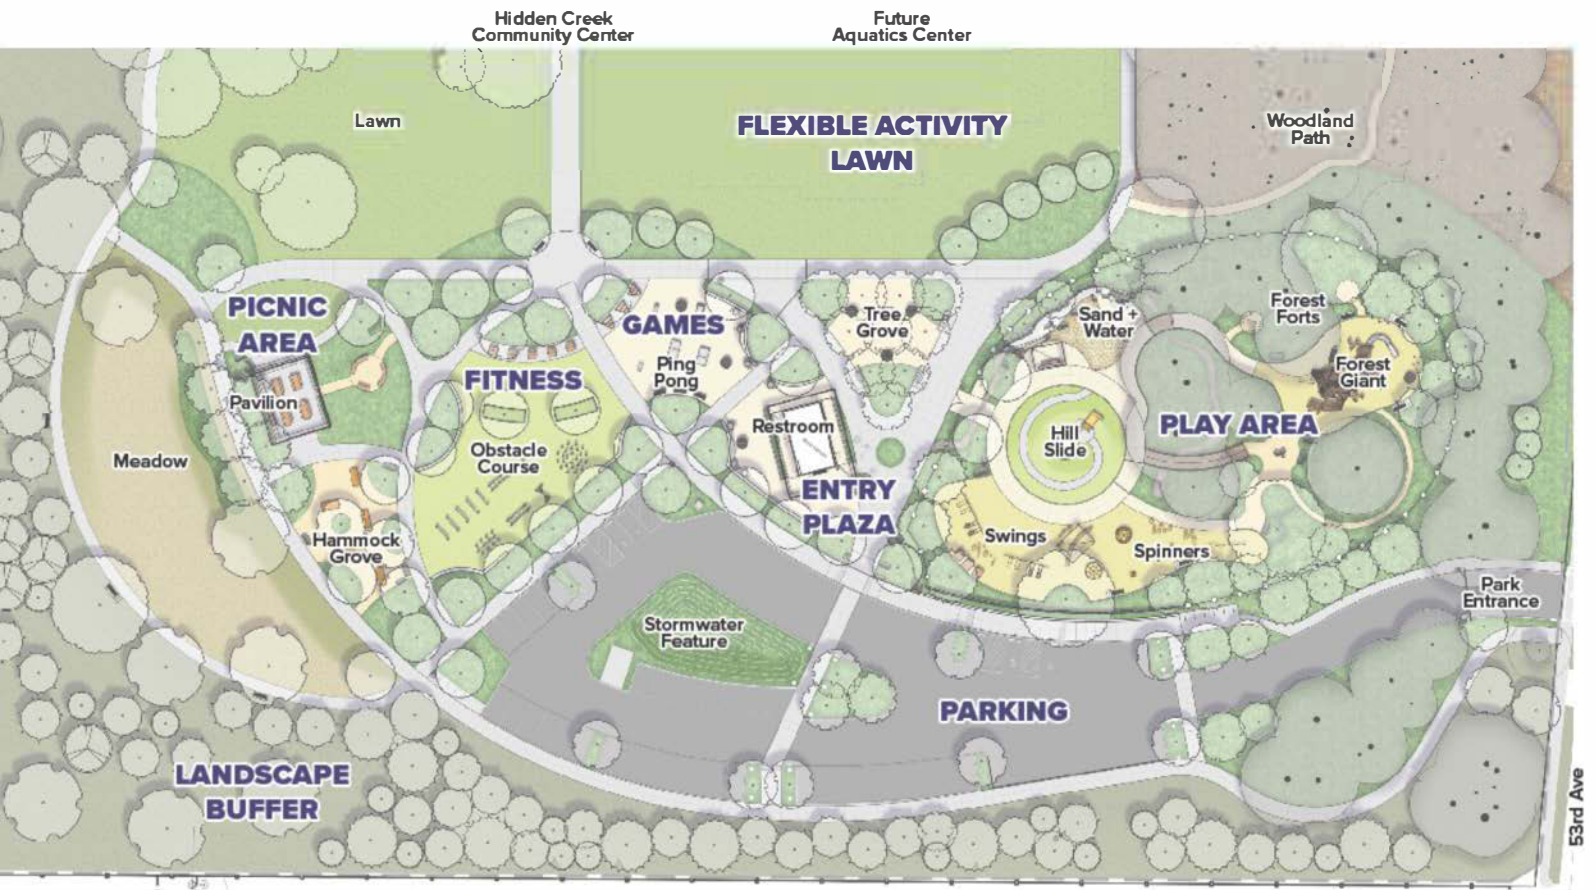 Hidden Creek
Community Center
Future
Aquatics Center
Lawn
FLEXIBLE ACTIVITY
LAWN
Woodland
Path
PICNIC
AREA
GAMES
Tree
Grove
Sand +
Water
Forest
Forts
Ping
Pong
FITNESS
Forest
Giant
Pavilion
Restroom
Hill
Slide
PLAY AREA
Meadow
Obstacle
Course
ENTRY
PLAZA
Hammock
Grove
Swings
Spinners
Park
Entrance
Stormwater
Feature
PARKING
LANDSCAPE
BUFFER
53rd Ave